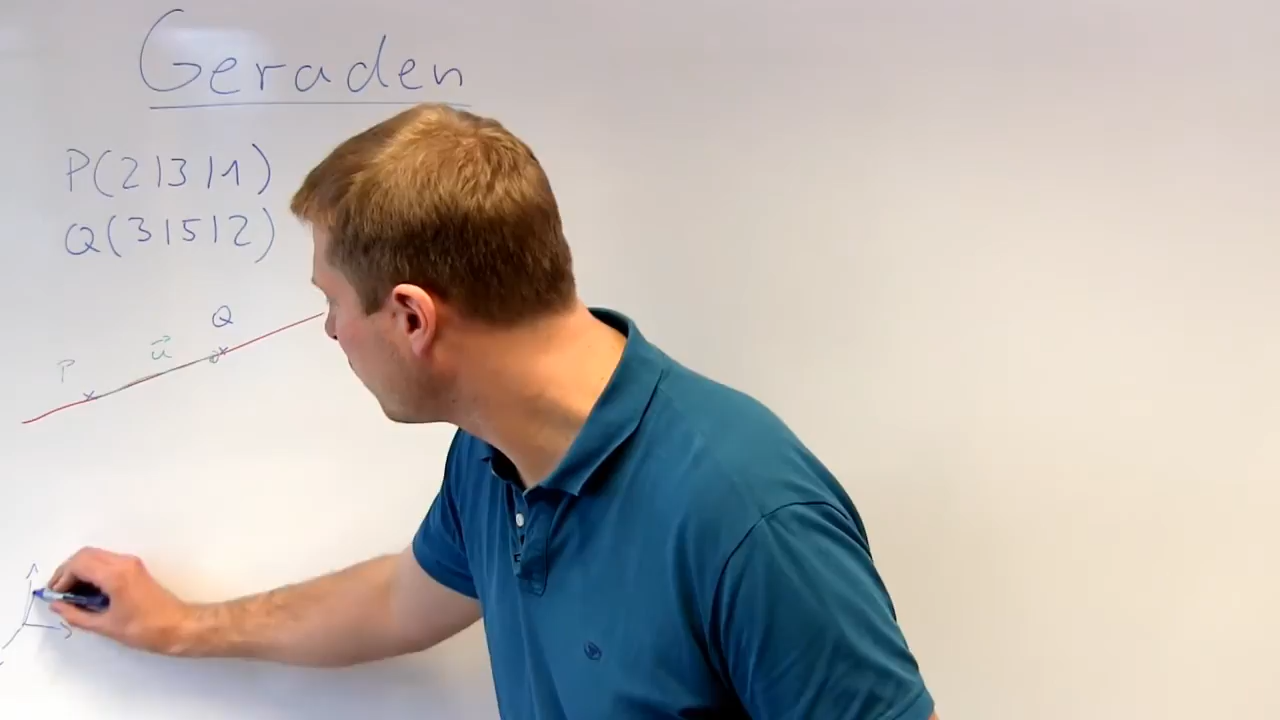 Geraden
P(2|3|1)
Q(3|5|2)
Q
P u⃗